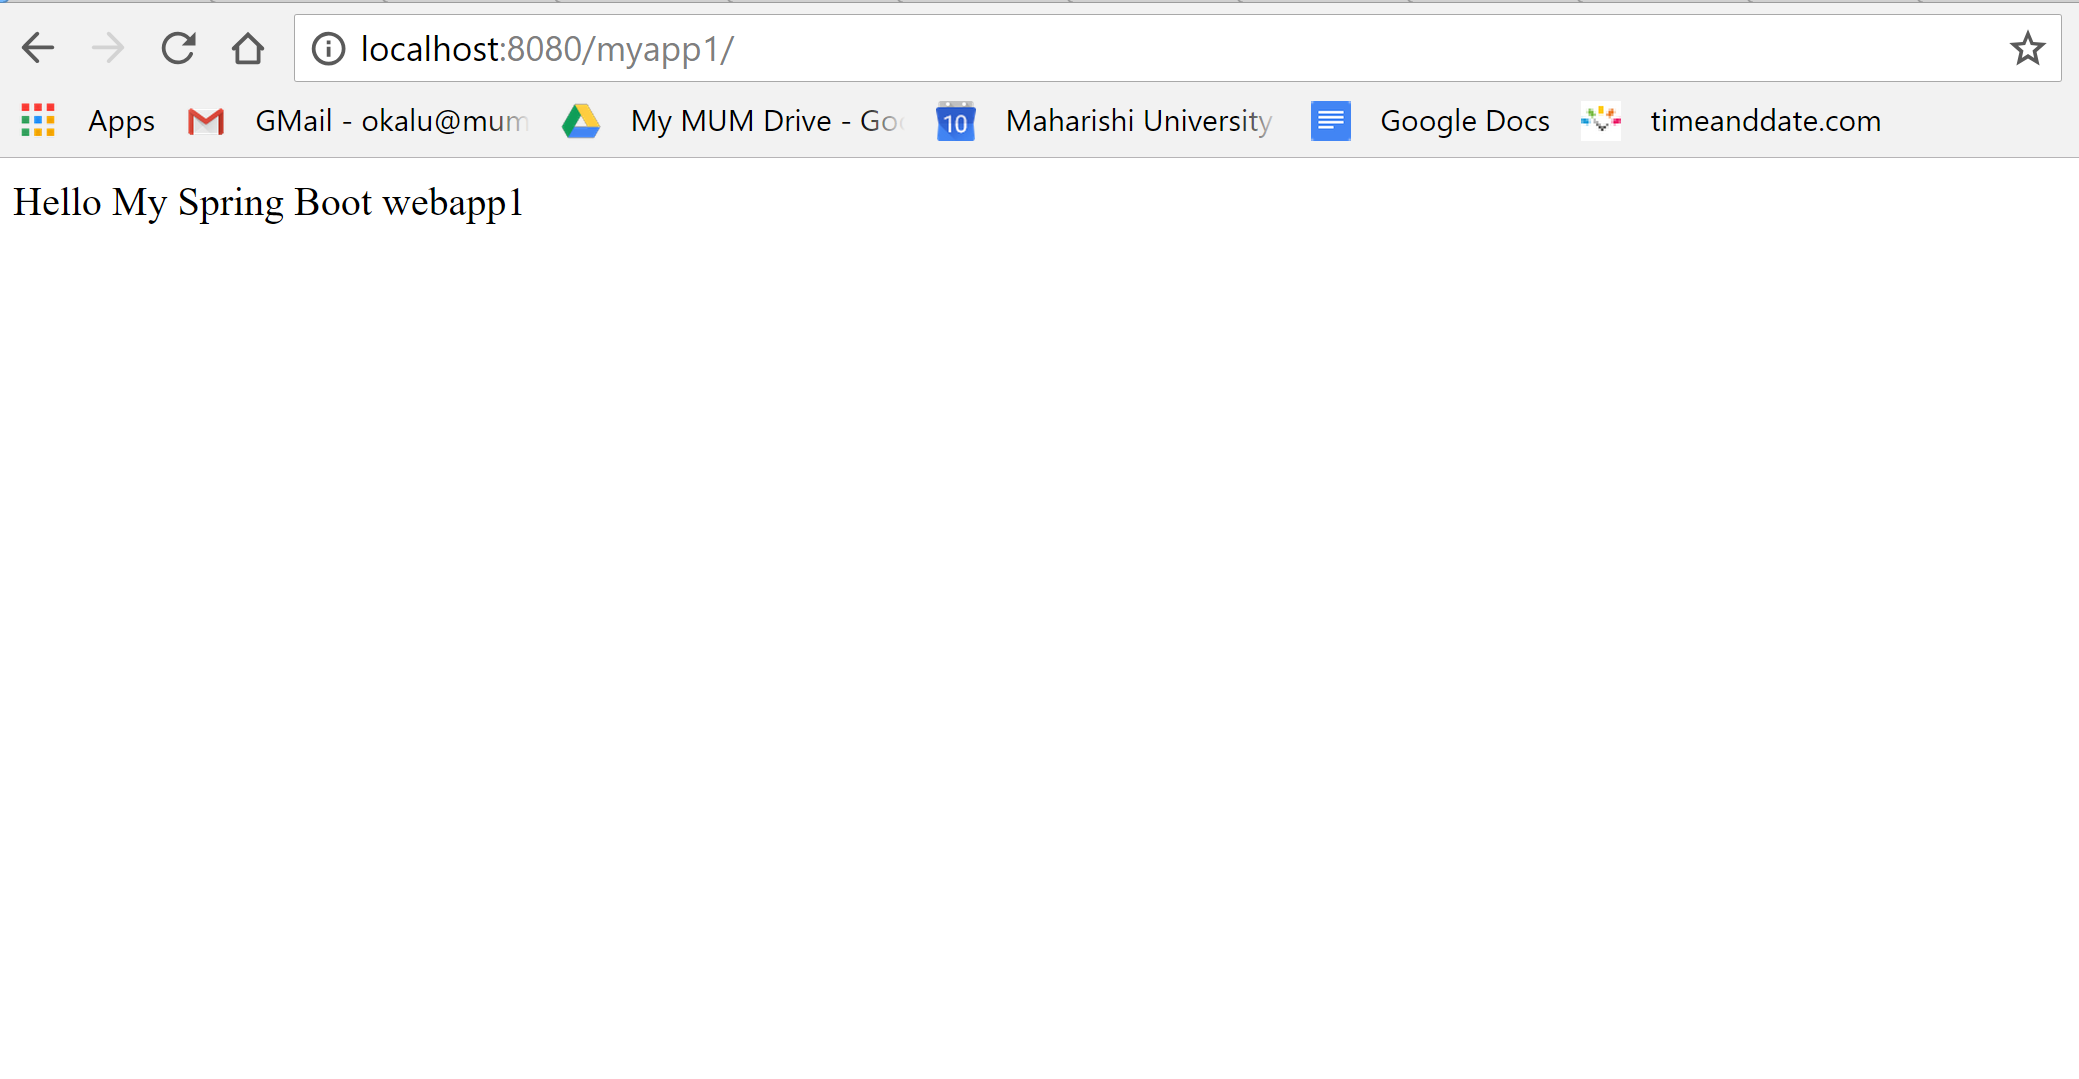 localhost:8080/myapp1/
Apps GMail - okalu@mum My MUM Drive - Goo 10 Maharishi University Google Docs timeanddate.com
Hello My Spring Boot webapp1